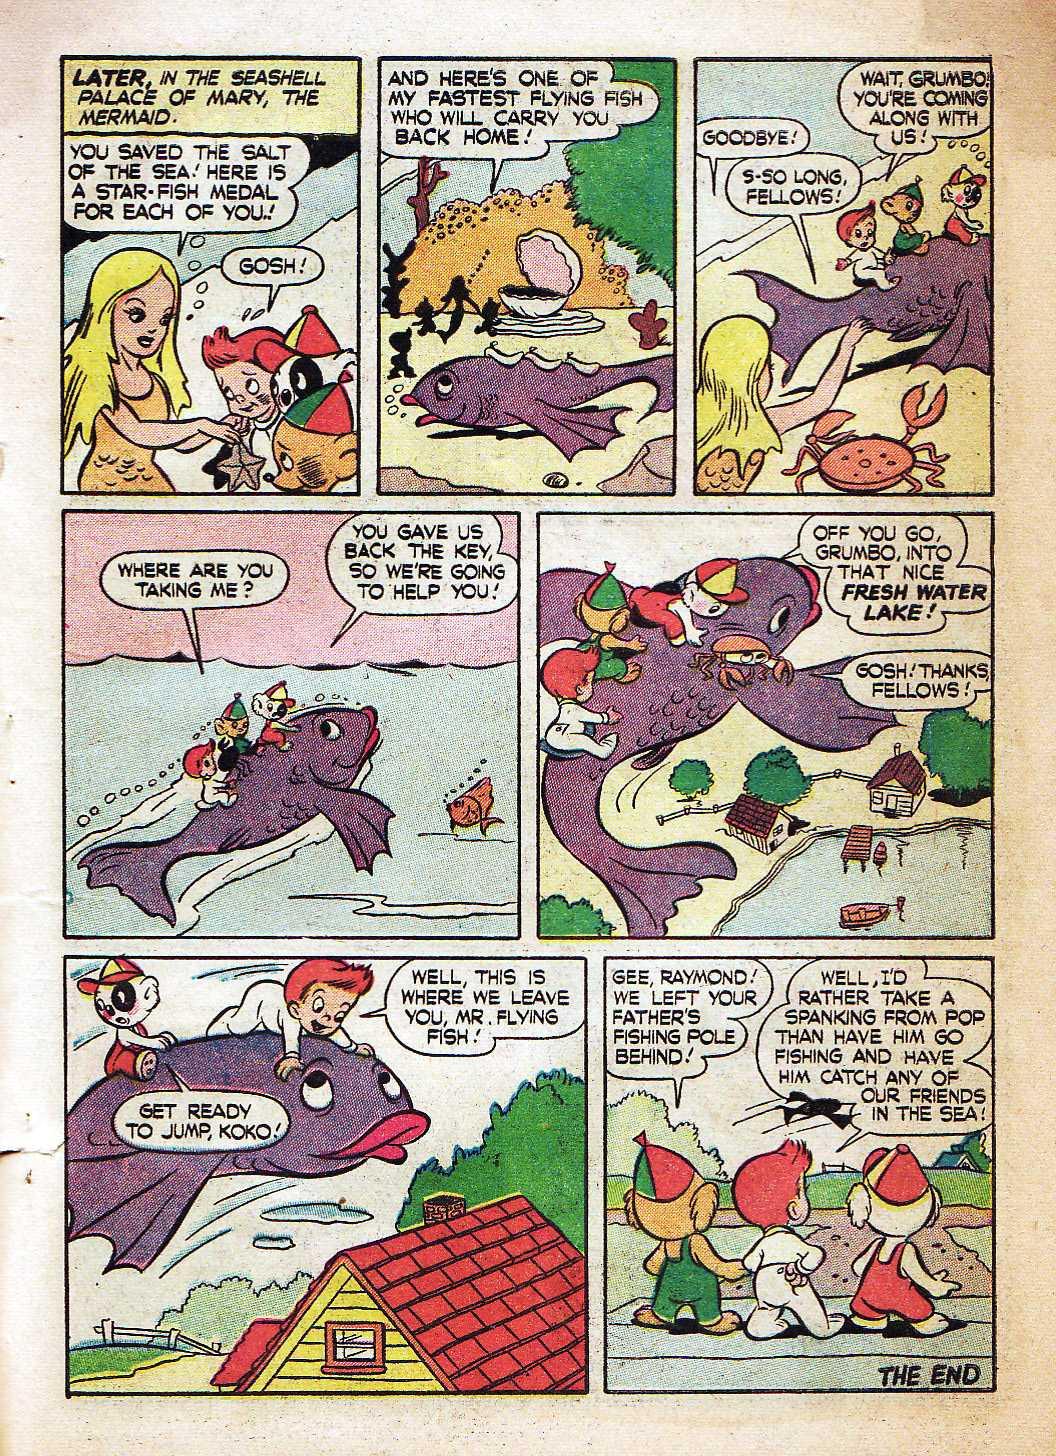 LATER, IN THE SEASHELL
PALACE OF MARY, THE
MERMAID.
YOU SAVED THE SALT
OF THE SEA! HERE IS
A STAR-FISH MEDAL
FOR EACH OF YOU!
GOSH!
AND HERE'S ONE OF
MY FASTEST FLYING FISH
WHO WILL CARRY YOU
BACK HOME!
GOODBYE!
S-SO LONG,
FELLOWS!
WAIT, GRUMBO!
YOU'RE COMING
ALONG WITH
US!
WHERE ARE YOU
TAKING ME?
YOU GAVE US
BACK THE KEY,
SO WE'RE GOING
TO HELP YOU!
OFF YOU GO,
GRUMBO, INTO
THAT NICE
FRESH WATER
LAKE!
GOSH! THANKS,
FELLOWS!
WELL, THIS IS
WHERE WE LEAVE
YOU, MR. FLYING
FISH!
GET READY
TO JUMP, KOKO!
GEE, RAYMOND!
WE LEFT YOUR
FATHER'S
FISHING POLE
BEHIND!
WELL, I'D
RATHER TAKE A
SPANKING FROM POP
THAN HAVE HIM GO
FISHING AND HAVE
HIM CATCH ANY OF
OUR FRIENDS
IN THE SEA!
THE END